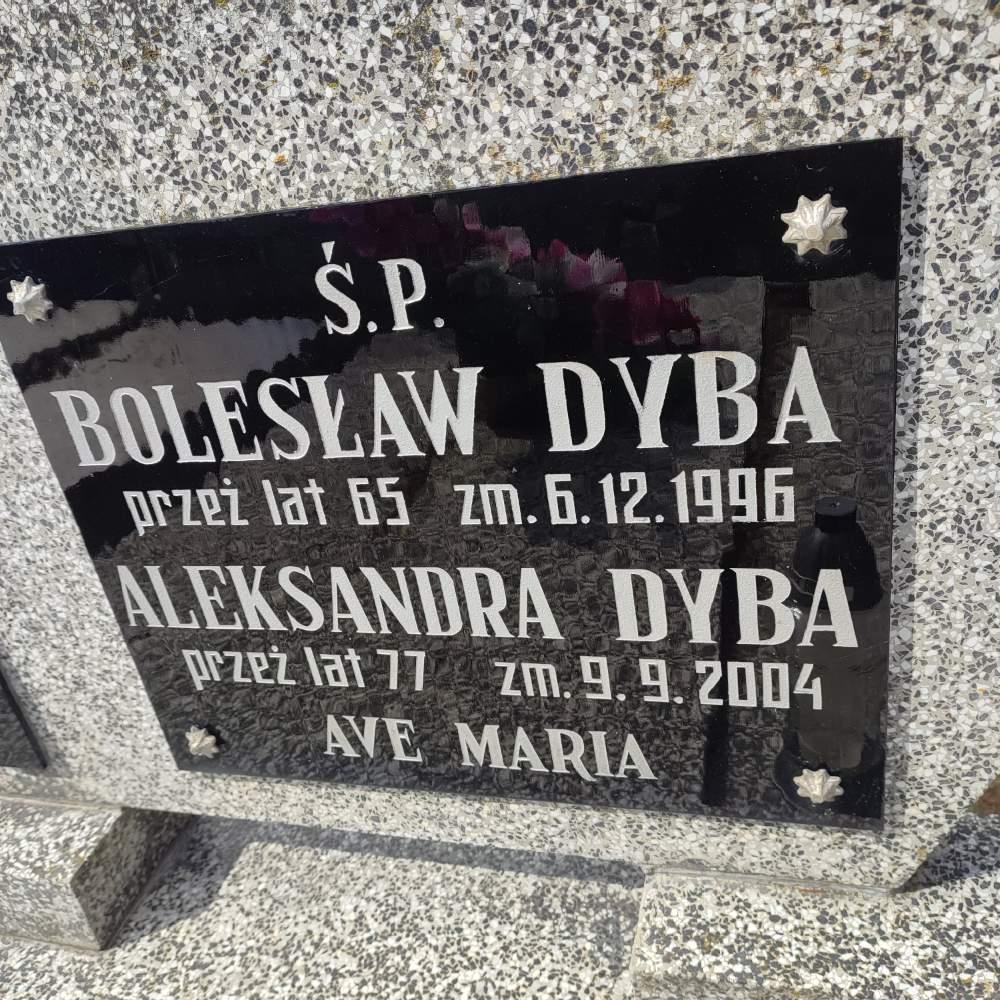 Ś.P.
BOLESŁAW DYBA
przeż lat 65 zm. 6.12.1996
ALEKSANDRA DYBA
przeż lat 77 zm. 9.9.2004
AVE MARIA